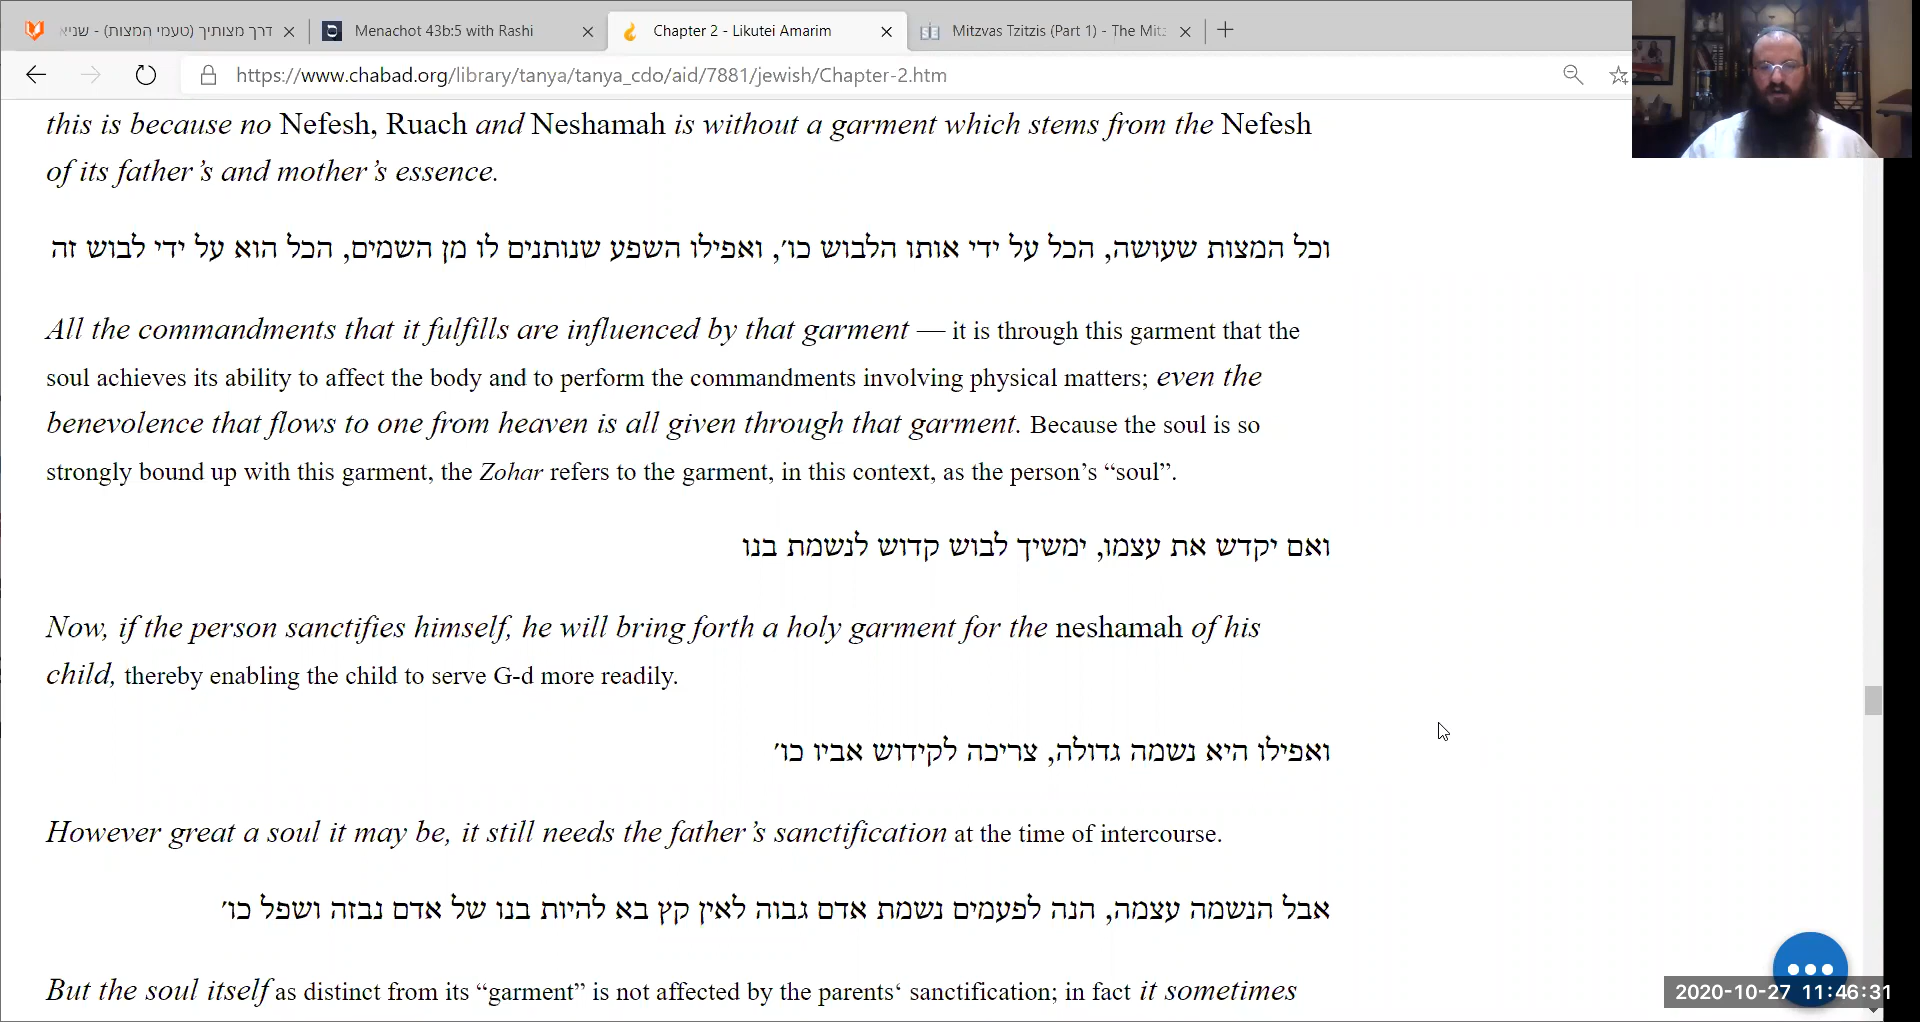 דרך מצותיך (טעמי המצות) - שניא
Menachot 43b:5 with Rashi
Chapter 2 - Likutei Amarim
Mitzvas Tzitzis (Part 1) - The Mitz
https://www.chabad.org/library/tanya/tanya_cdo/aid/7881/jewish/Chapter-2.htm
this is because no Nefesh, Ruach and Neshamah is without a garment which stems from the Nefesh
of its father’s and mother’s essence.
וכל המצות שעושה, הכל על ידי אותו הלבוש כו׳, ואפילו השפע שנותנים לו מן השמים, הכל הוא על ידי לבוש זה
All the commandments that it fulfills are influenced by that garment — it is through this garment that the
soul achieves its ability to affect the body and to perform the commandments involving physical matters; even the
benevolence that flows to one from heaven is all given through that garment. Because the soul is so
strongly bound up with this garment, the Zohar refers to the garment, in this context, as the person’s “soul”.
ואם יקדש את עצמו, ימשיך לבוש קדוש לנשמת בנו
Now, if the person sanctifies himself, he will bring forth a holy garment for the neshamah of his
child, thereby enabling the child to serve G-d more readily.
ואפילו היא נשמה גדולה, צריכה לקידוש אביו כו׳
However great a soul it may be, it still needs the father’s sanctification at the time of intercourse.
אבל הנשמה עצמה, הנה לפעמים נשמת אדם גבוה לאין קץ בא להיות בנו של אדם נבזה ושפל כו׳
But the soul itself as distinct from its “garment” is not affected by the parents‘ sanctification; in fact it sometimes
2020-10-27 11:46:31